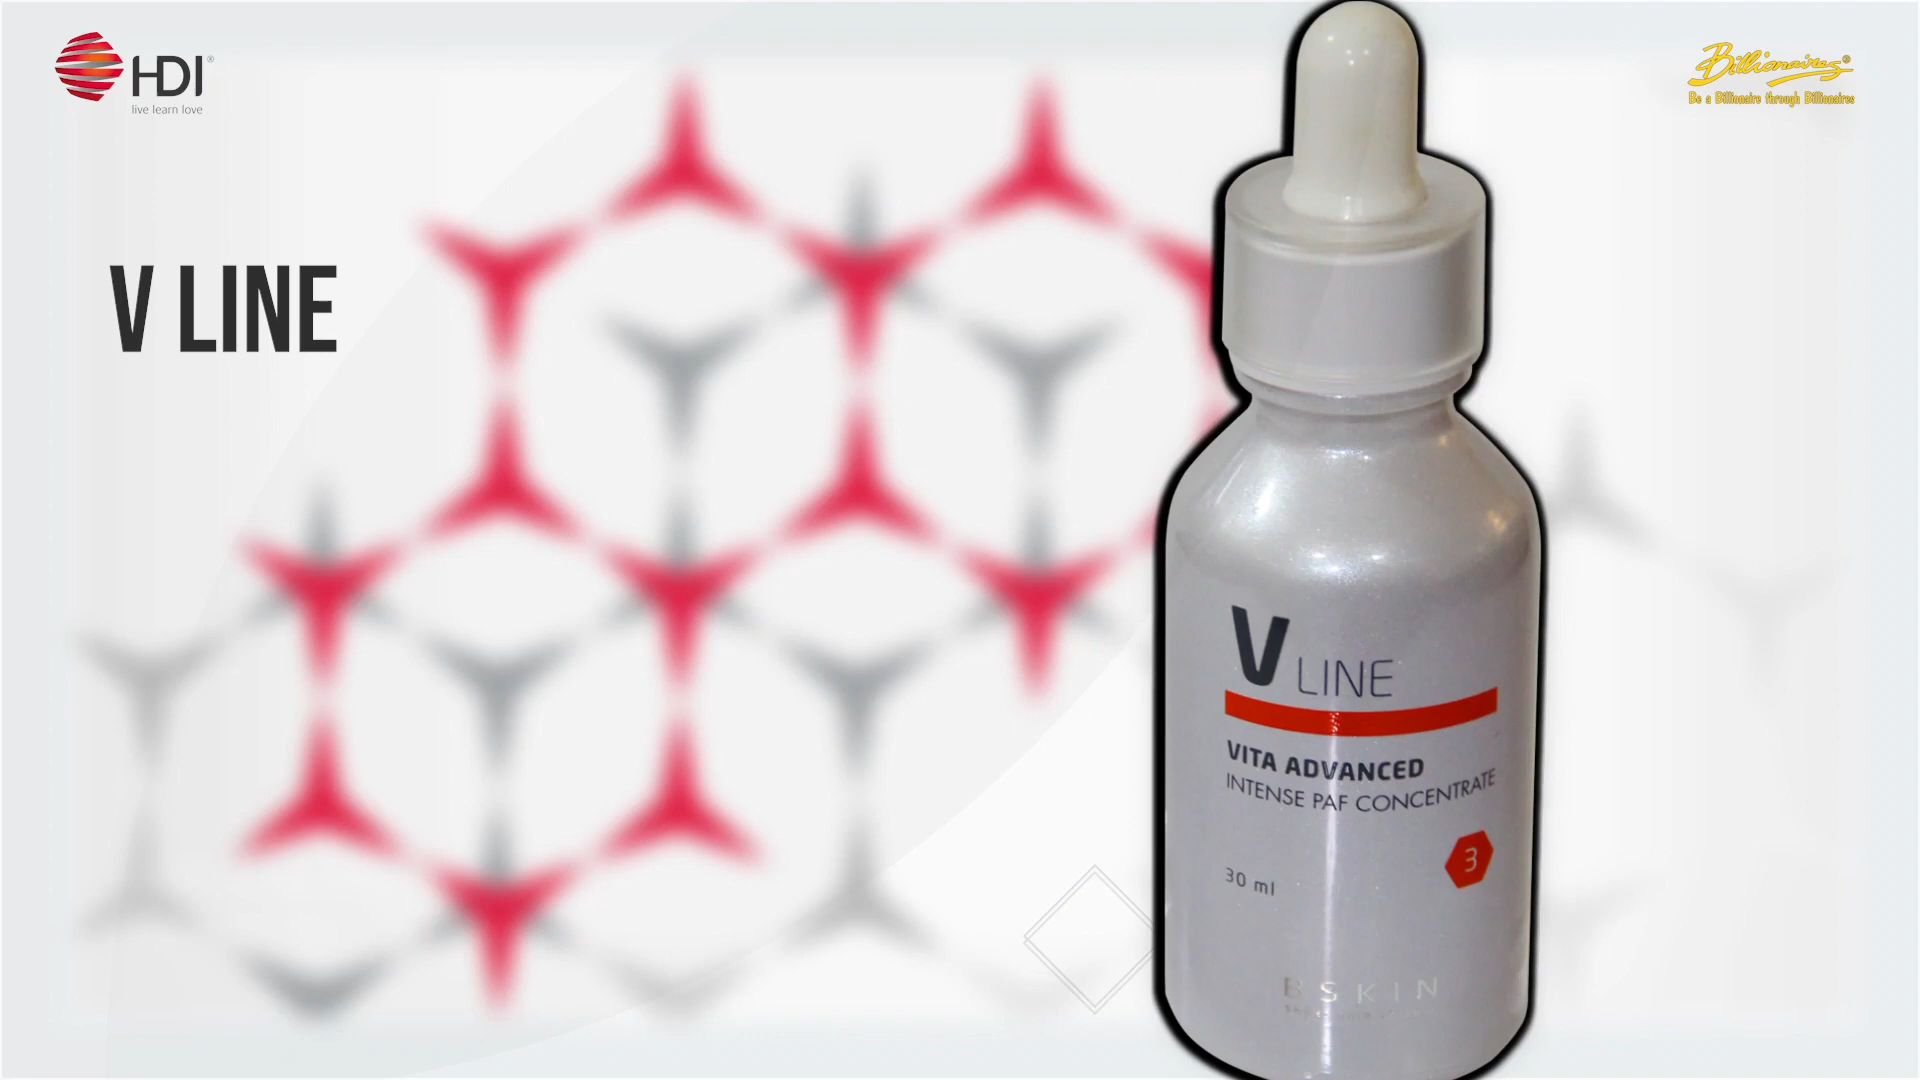 HDI®
live learn love
Billionaires®
Be a Billionaire through Billionaires
V LINE
V LINE
VITA ADVANCED
INTENSE PAF CONCENTRATE
3
30 ml
BSKIN